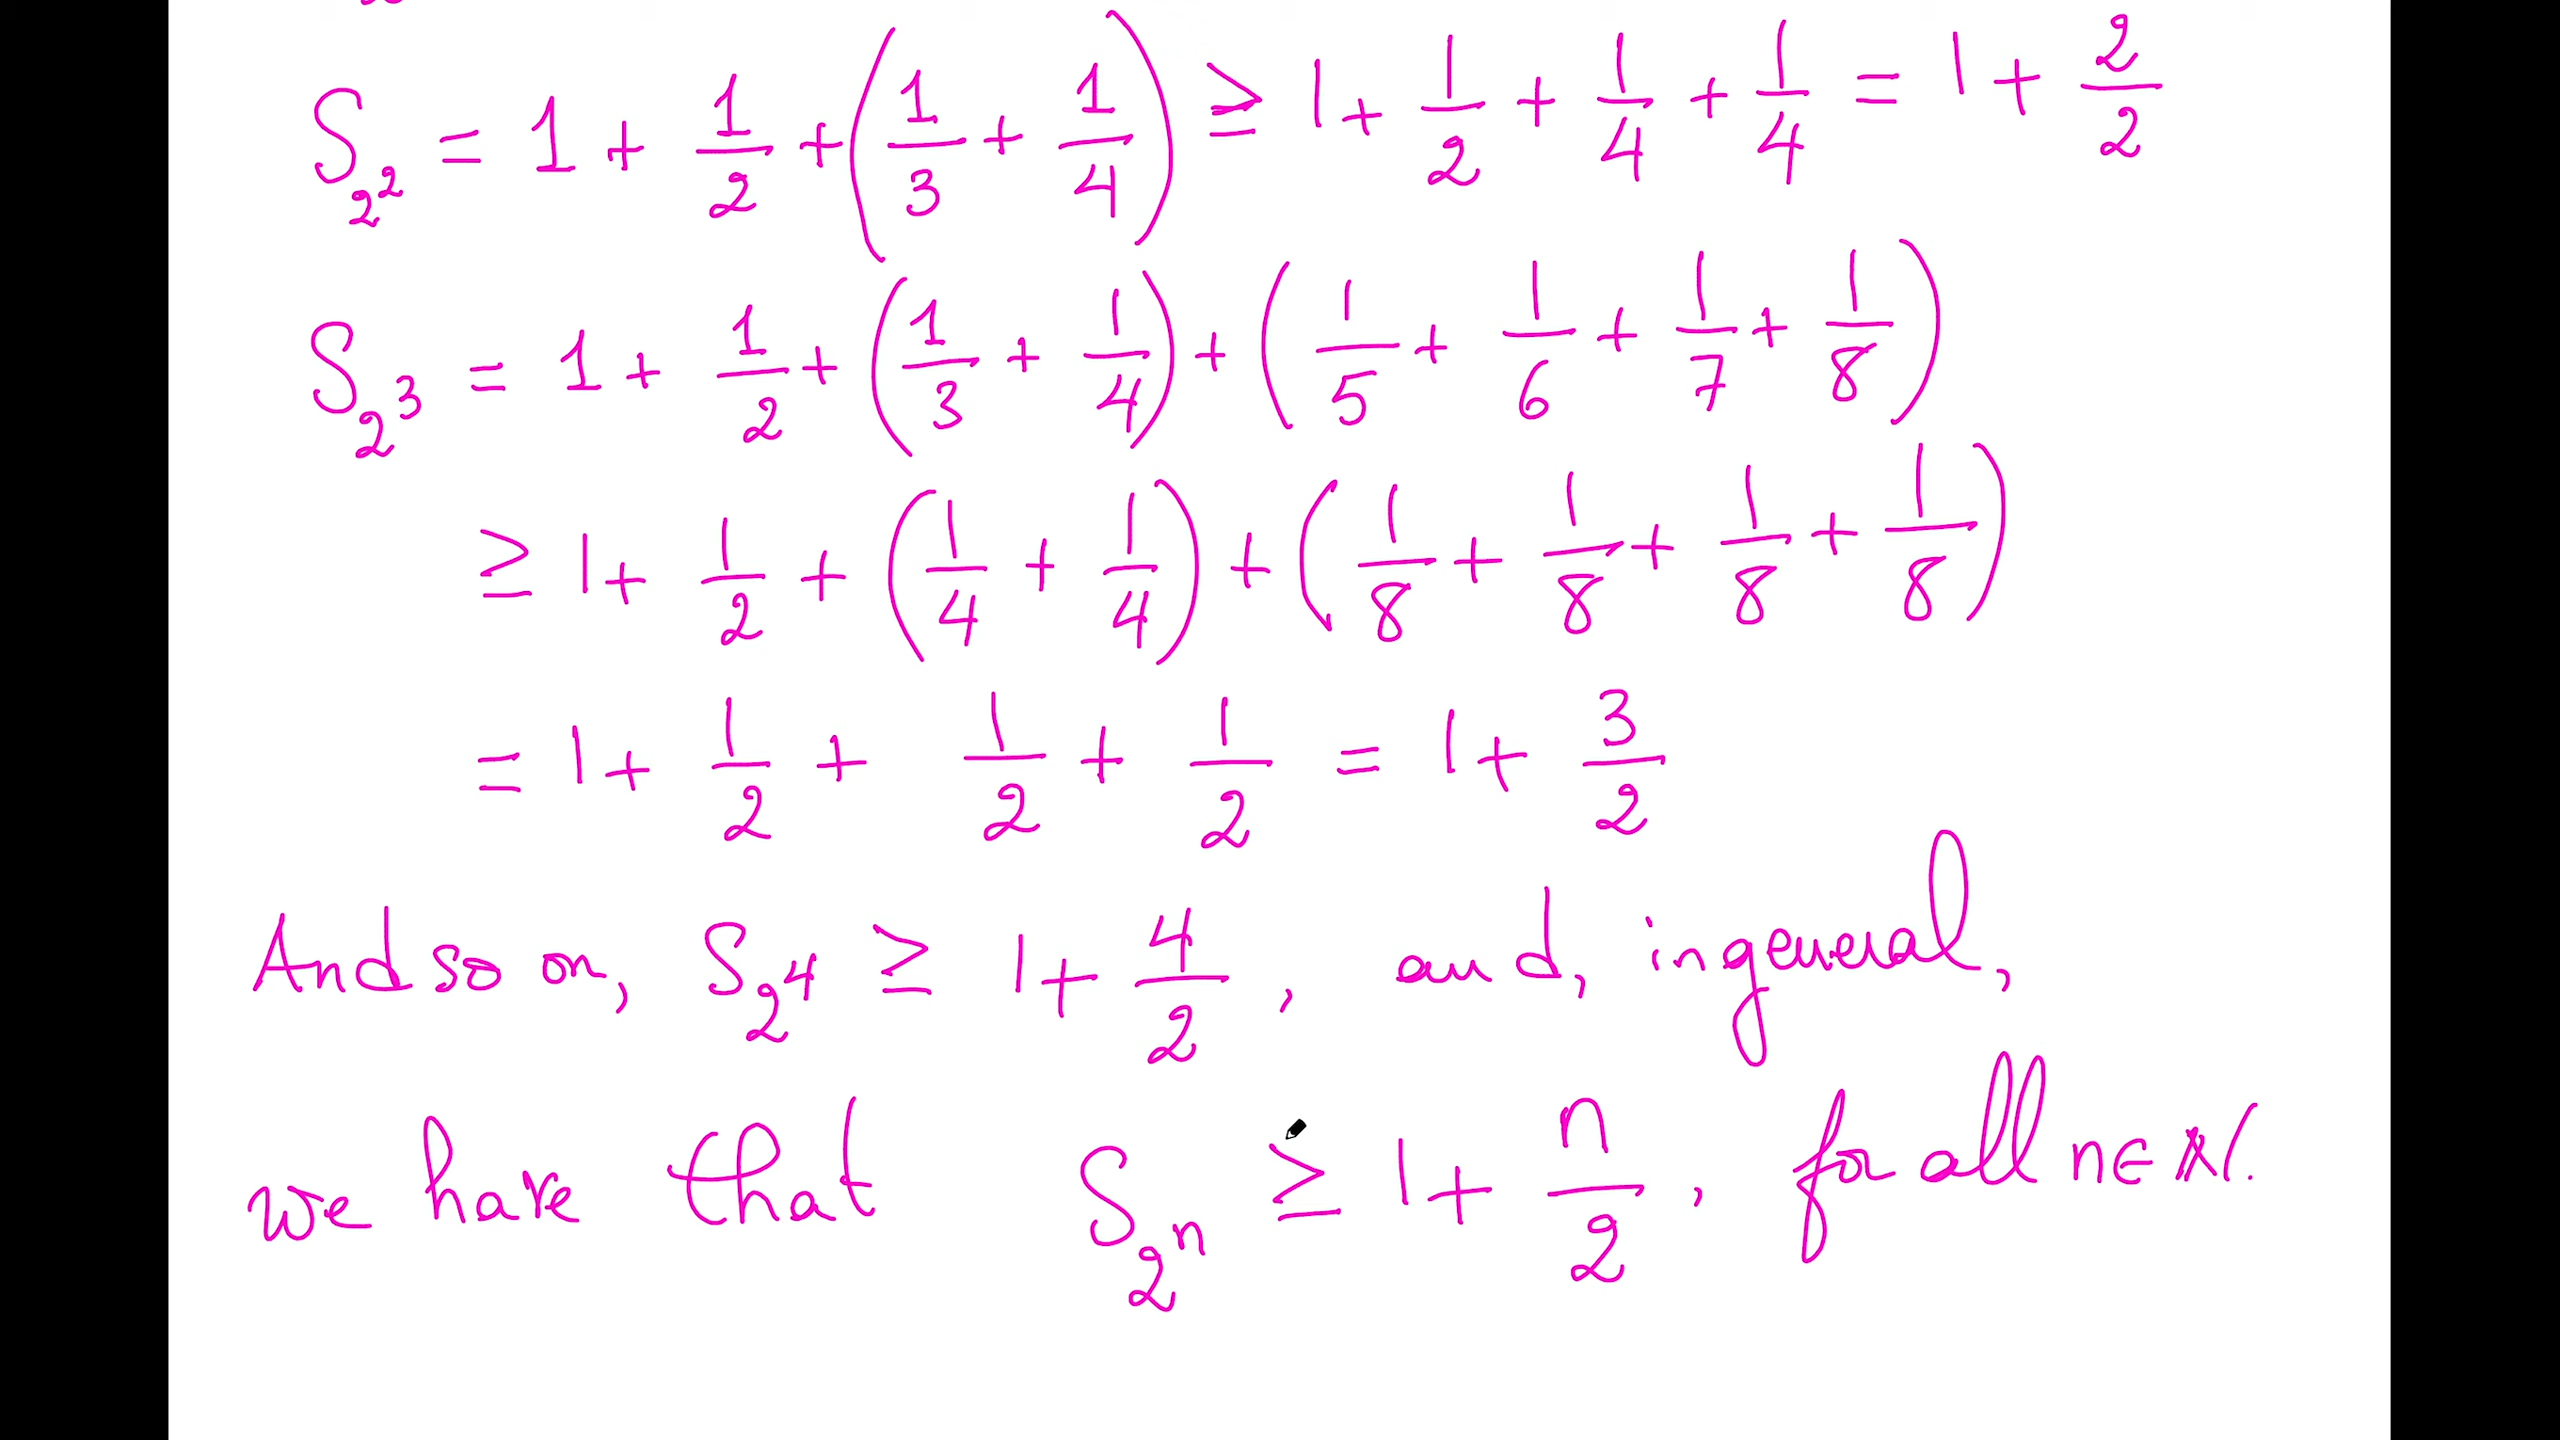 S_{2^2} = 1 + 1/2 + (1/3 + 1/4) ≥ 1 + 1/2 + 1/4 + 1/4 = 1 + 2/2
S_{2^3} = 1 + 1/2 + (1/3 + 1/4) + (1/5 + 1/6 + 1/7 + 1/8)
≥ 1 + 1/2 + (1/4 + 1/4) + (1/8 + 1/8 + 1/8 + 1/8)
= 1 + 1/2 + 1/2 + 1/2 = 1 + 3/2
And so on, S_{2^4} ≥ 1 + 4/2, and, in general,
we have that S_{2^n} ≥ 1 + n/2, for all n ∈ ℕ.